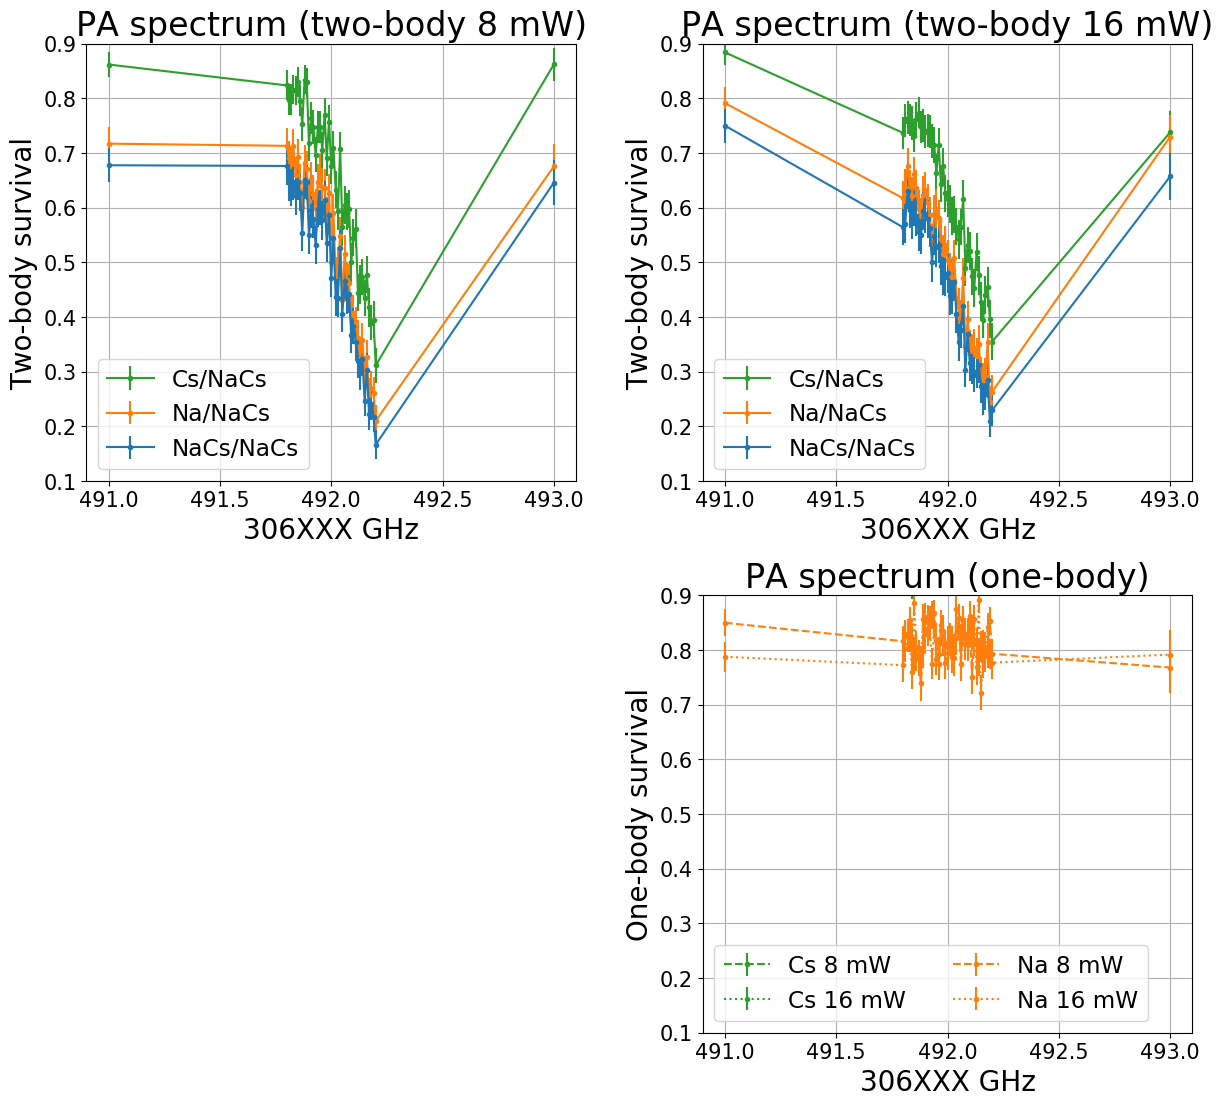 PA spectrum (two-body 8 mW)
Two-body survival
0.9
0.8
0.7
0.6
0.5
0.4
0.3
0.2
0.1
Cs/NaCs
Na/NaCs
NaCs/NaCs
491.0 491.5 492.0 492.5 493.0
306XXX GHz
PA spectrum (two-body 16 mW)
Two-body survival
0.9
0.8
0.7
0.6
0.5
0.4
0.3
0.2
0.1
Cs/NaCs
Na/NaCs
NaCs/NaCs
491.0 491.5 492.0 492.5 493.0
306XXX GHz
PA spectrum (one-body)
One-body survival
0.9
0.8
0.7
0.6
0.5
0.4
0.3
0.2
0.1
Cs 8 mW Na 8 mW
Cs 16 mW Na 16 mW
491.0 491.5 492.0 492.5 493.0
306XXX GHz